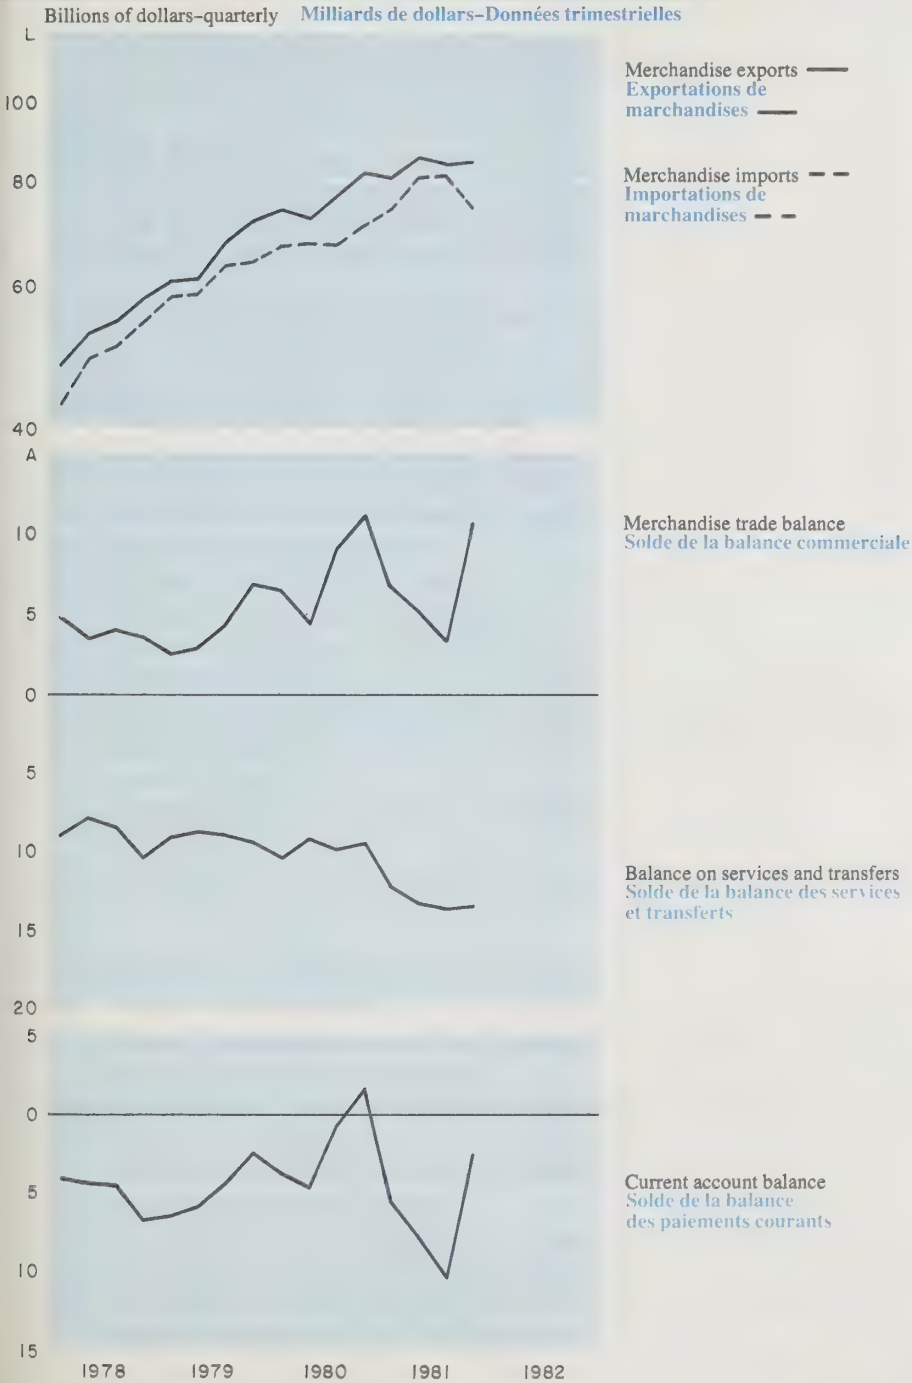 Billions of dollars–quarterly Milliards de dollars–Données trimestrielles
L
100
80
60
40
Merchandise exports
Exportations de
marchandises
Merchandise imports
Importations de
marchandises
A
10
5
0
5
10
15
20
Merchandise trade balance
Solde de la balance commerciale
Balance on services and transfers
Solde de la balance des services
et transferts
5
0
5
10
15
Current account balance
Solde de la balance
des paiements courants
1978 1979 1980 1981 1982